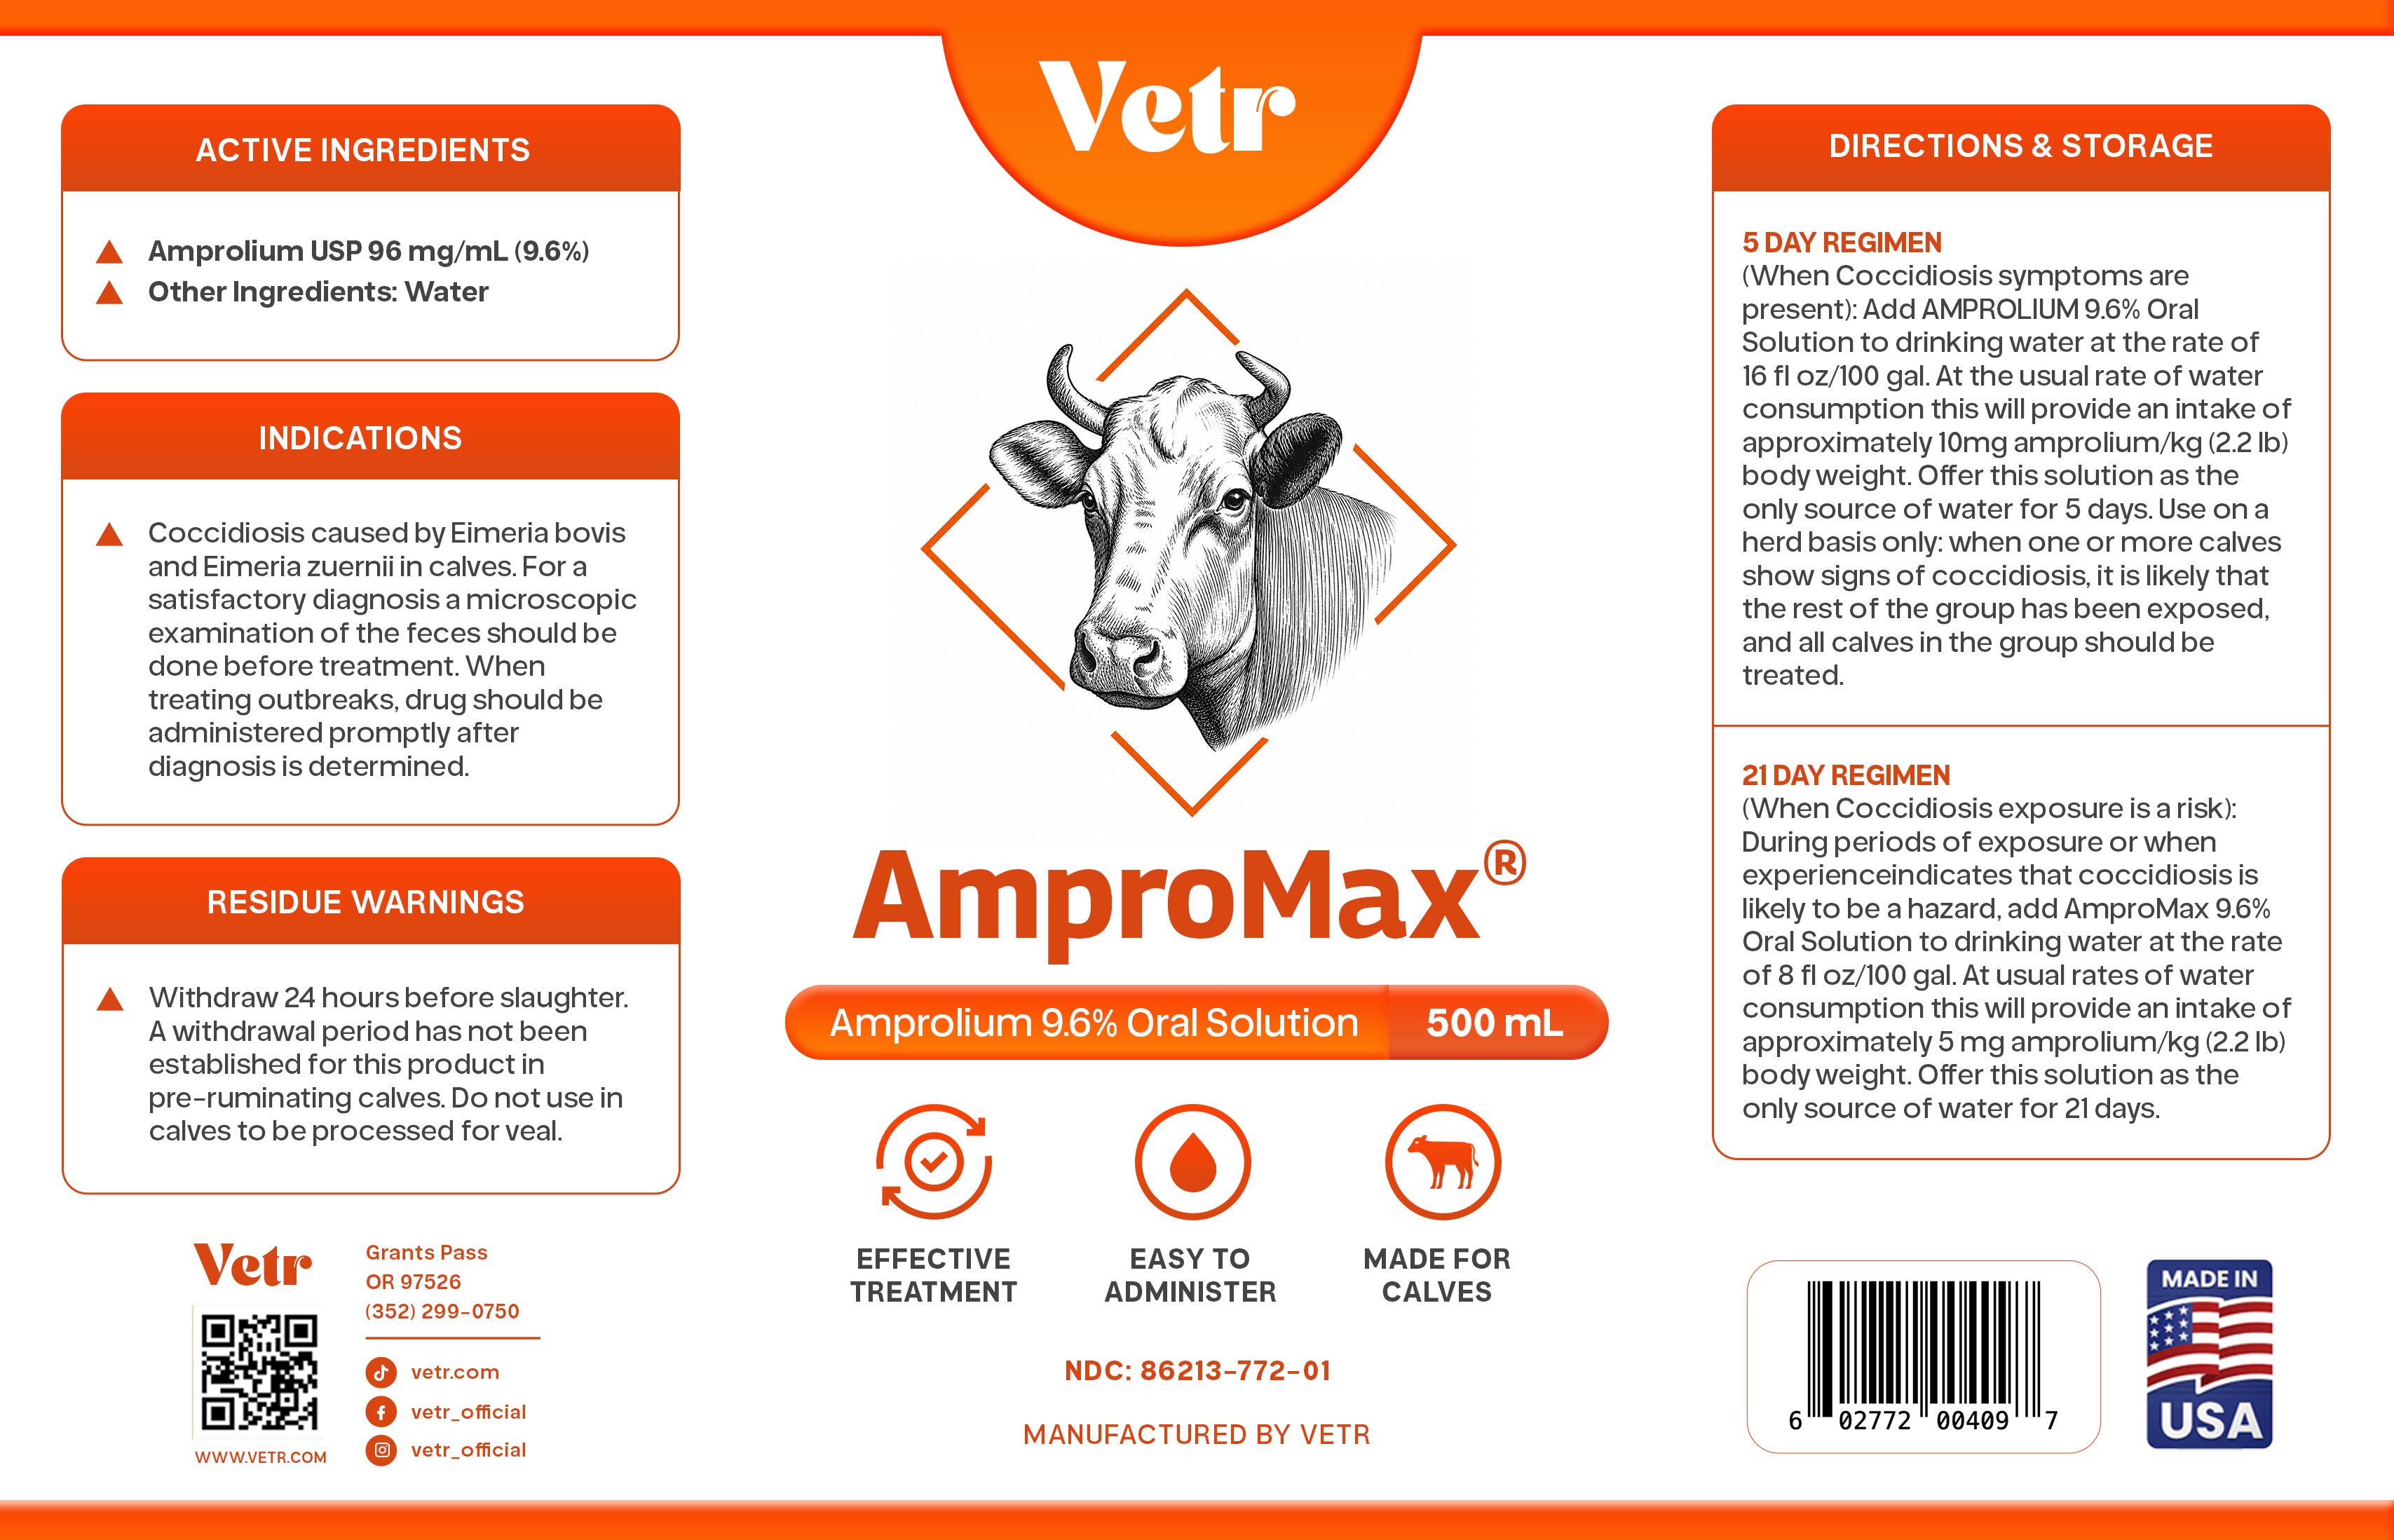 Vetr
ACTIVE INGREDIENTS
Amprolium USP 96 mg/mL (9.6%)
Other Ingredients: Water
INDICATIONS
Coccidiosis caused by Eimeria bovis
and Eimeria zuernii in calves. For a
satisfactory diagnosis a microscopic
examination of the feces should be
done before treatment. When
treating outbreaks, drug should be
administered promptly after
diagnosis is determined.
RESIDUE WARNINGS
Withdraw 24 hours before slaughter.
A withdrawal period has not been
established for this product in
pre-ruminating calves. Do not use in
calves to be processed for veal.
Vetr
WWW.VETR.COM
Grants Pass
OR 97526
(352) 299-0750
vetr.com
vetr_official
vetr_official
AmproMax®
Amprolium 9.6% Oral Solution 500 mL
EFFECTIVE
TREATMENT
EASY TO
ADMINISTER
MADE FOR
CALVES
NDC: 86213-772-01
MANUFACTURED BY VETR
DIRECTIONS & STORAGE
5 DAY REGIMEN
(When Coccidiosis symptoms are
present): Add AMPROLIUM 9.6% Oral
Solution to drinking water at the rate of
16 fl oz/100 gal. At the usual rate of water
consumption this will provide an intake of
approximately 10mg amprolium/kg (2.2 lb)
body weight. Offer this solution as the
only source of water for 5 days. Use on a
herd basis only: when one or more calves
show signs of coccidiosis, it is likely that
the rest of the group has been exposed,
and all calves in the group should be
treated.
21 DAY REGIMEN
(When Coccidiosis exposure is a risk):
During periods of exposure or when
experienceindicates that coccidiosis is
likely to be a hazard, add AmproMax 9.6%
Oral Solution to drinking water at the rate
of 8 fl oz/100 gal. At usual rates of water
consumption this will provide an intake of
approximately 5 mg amprolium/kg (2.2 lb)
body weight. Offer this solution as the
only source of water for 21 days.
6 02772 00409 7
MADE IN
USA